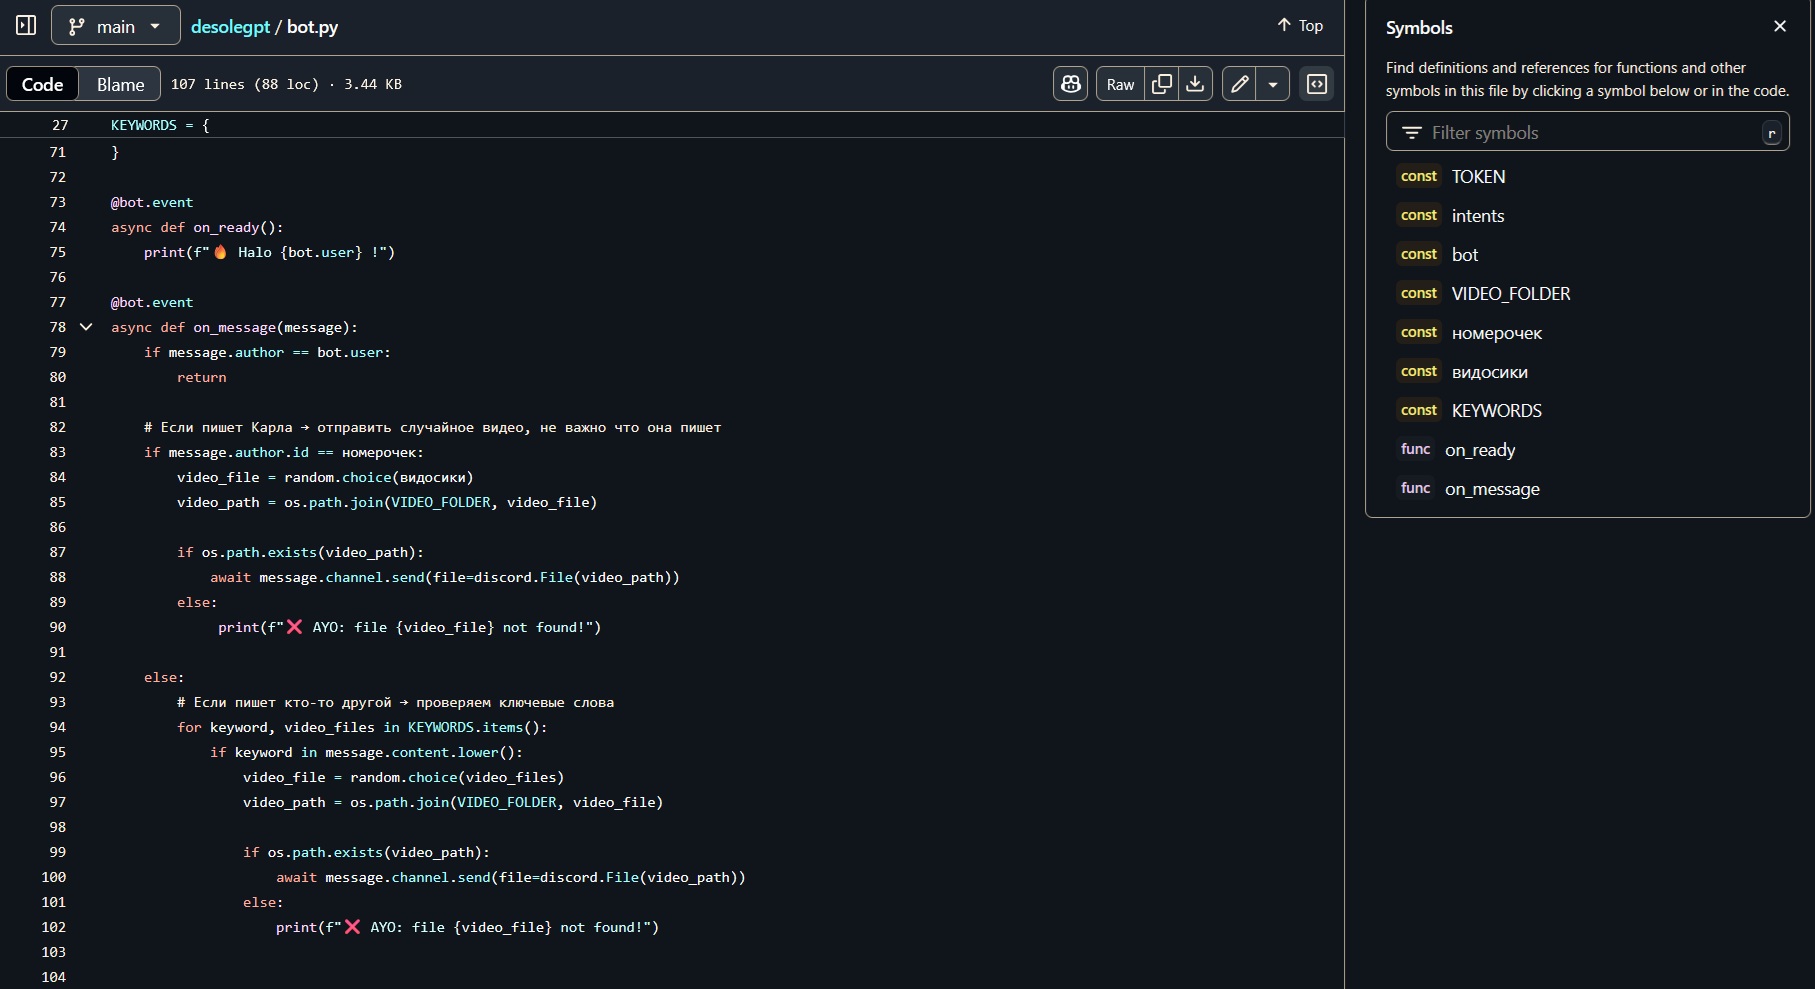 main
desolegpt / bot.py
Top
Code Blame 107 lines (88 loc) · 3.44 KB
Raw
27 KEYWORDS = {
71 }
72
73 @bot.event
74 async def on_ready():
75     print(f"🔥 Halo {bot.user} !")
76
77 @bot.event
78 async def on_message(message):
79     if message.author == bot.user:
80         return
81
82     # Если пишет Карла → отправить случайное видео, не важно что она пишет
83     if message.author.id == номерочек:
84         video_file = random.choice(видосики)
85         video_path = os.path.join(VIDEO_FOLDER, video_file)
86
87         if os.path.exists(video_path):
88             await message.channel.send(file=discord.File(video_path))
89         else:
90              print(f"❌ AYO: file {video_file} not found!")
91
92     else:
93         # Если пишет кто-то другой → проверяем ключевые слова
94         for keyword, video_files in KEYWORDS.items():
95             if keyword in message.content.lower():
96                 video_file = random.choice(video_files)
97                 video_path = os.path.join(VIDEO_FOLDER, video_file)
98
99                 if os.path.exists(video_path):
100                     await message.channel.send(file=discord.File(video_path))
101                 else:
102                     print(f"❌ AYO: file {video_file} not found!")
103
104
Symbols
Find definitions and references for functions and other
symbols in this file by clicking a symbol below or in the code.
Filter symbols r
const TOKEN
const intents
const bot
const VIDEO_FOLDER
const номерочек
const видосики
const KEYWORDS
func on_ready
func on_message